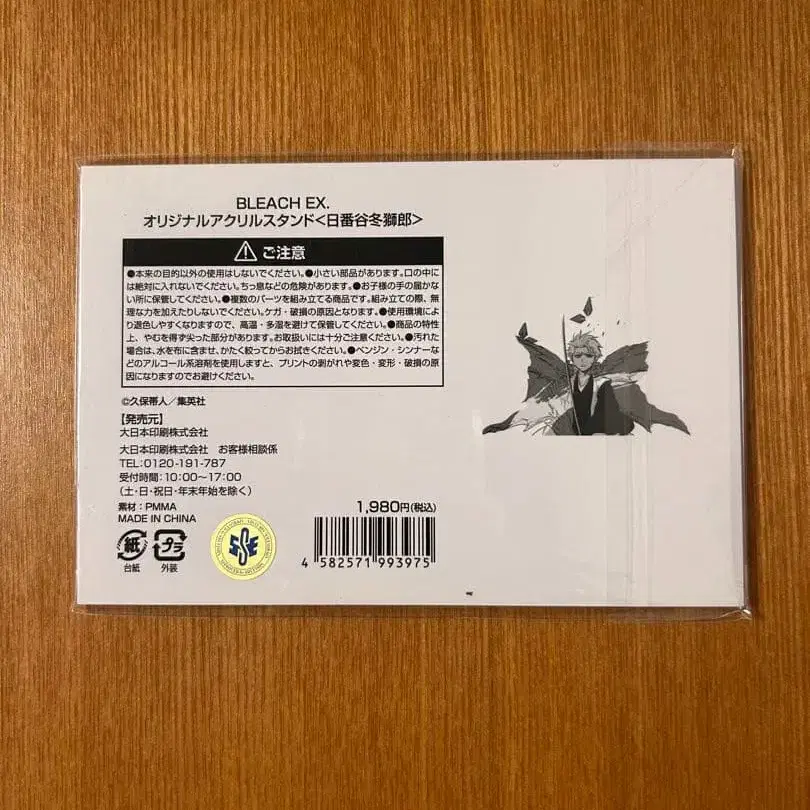 BLEACH EX.
オリジナルアクリルスタンド<日番谷冬獅郎>
ご注意
●本来の目的以外の使用はしないでください。●小さい部品があります。口の中に
は絶対に入れないでください。ちっ息などの危険があります。●お子様の手の届かな
い所に保管してください。●複数のパーツを組み立てる商品です。組み立ての際、無
理な力を加えたりしないでください。ケガ・破損の原因となります。●使用環境によ
り退色しやすくなりますので、高温・多湿を避けて保管してください。●商品の特性
上、やむを得ず尖った部分があります。お取扱いには十分ご注意ください。●汚れた
場合は、水を布に含ませ、かたく絞ってからお拭きください。●ベンジン・シンナーな
どのアルコール系溶剤を使用しますと、プリントの剥がれや変色・変形・破損の原
因になりますのでお避けください。
©久保帯人/集英社
【発売元】
大日本印刷株式会社
大日本印刷株式会社 お客様相談係
TEL:0120-191-787
受付時間:10:00~17:00
(土・日・祝日・年末年始を除く)
素材:PMMA
MADE IN CHINA
1,980円(税込)
紙
台紙
プラ
外装
4 582571 993975